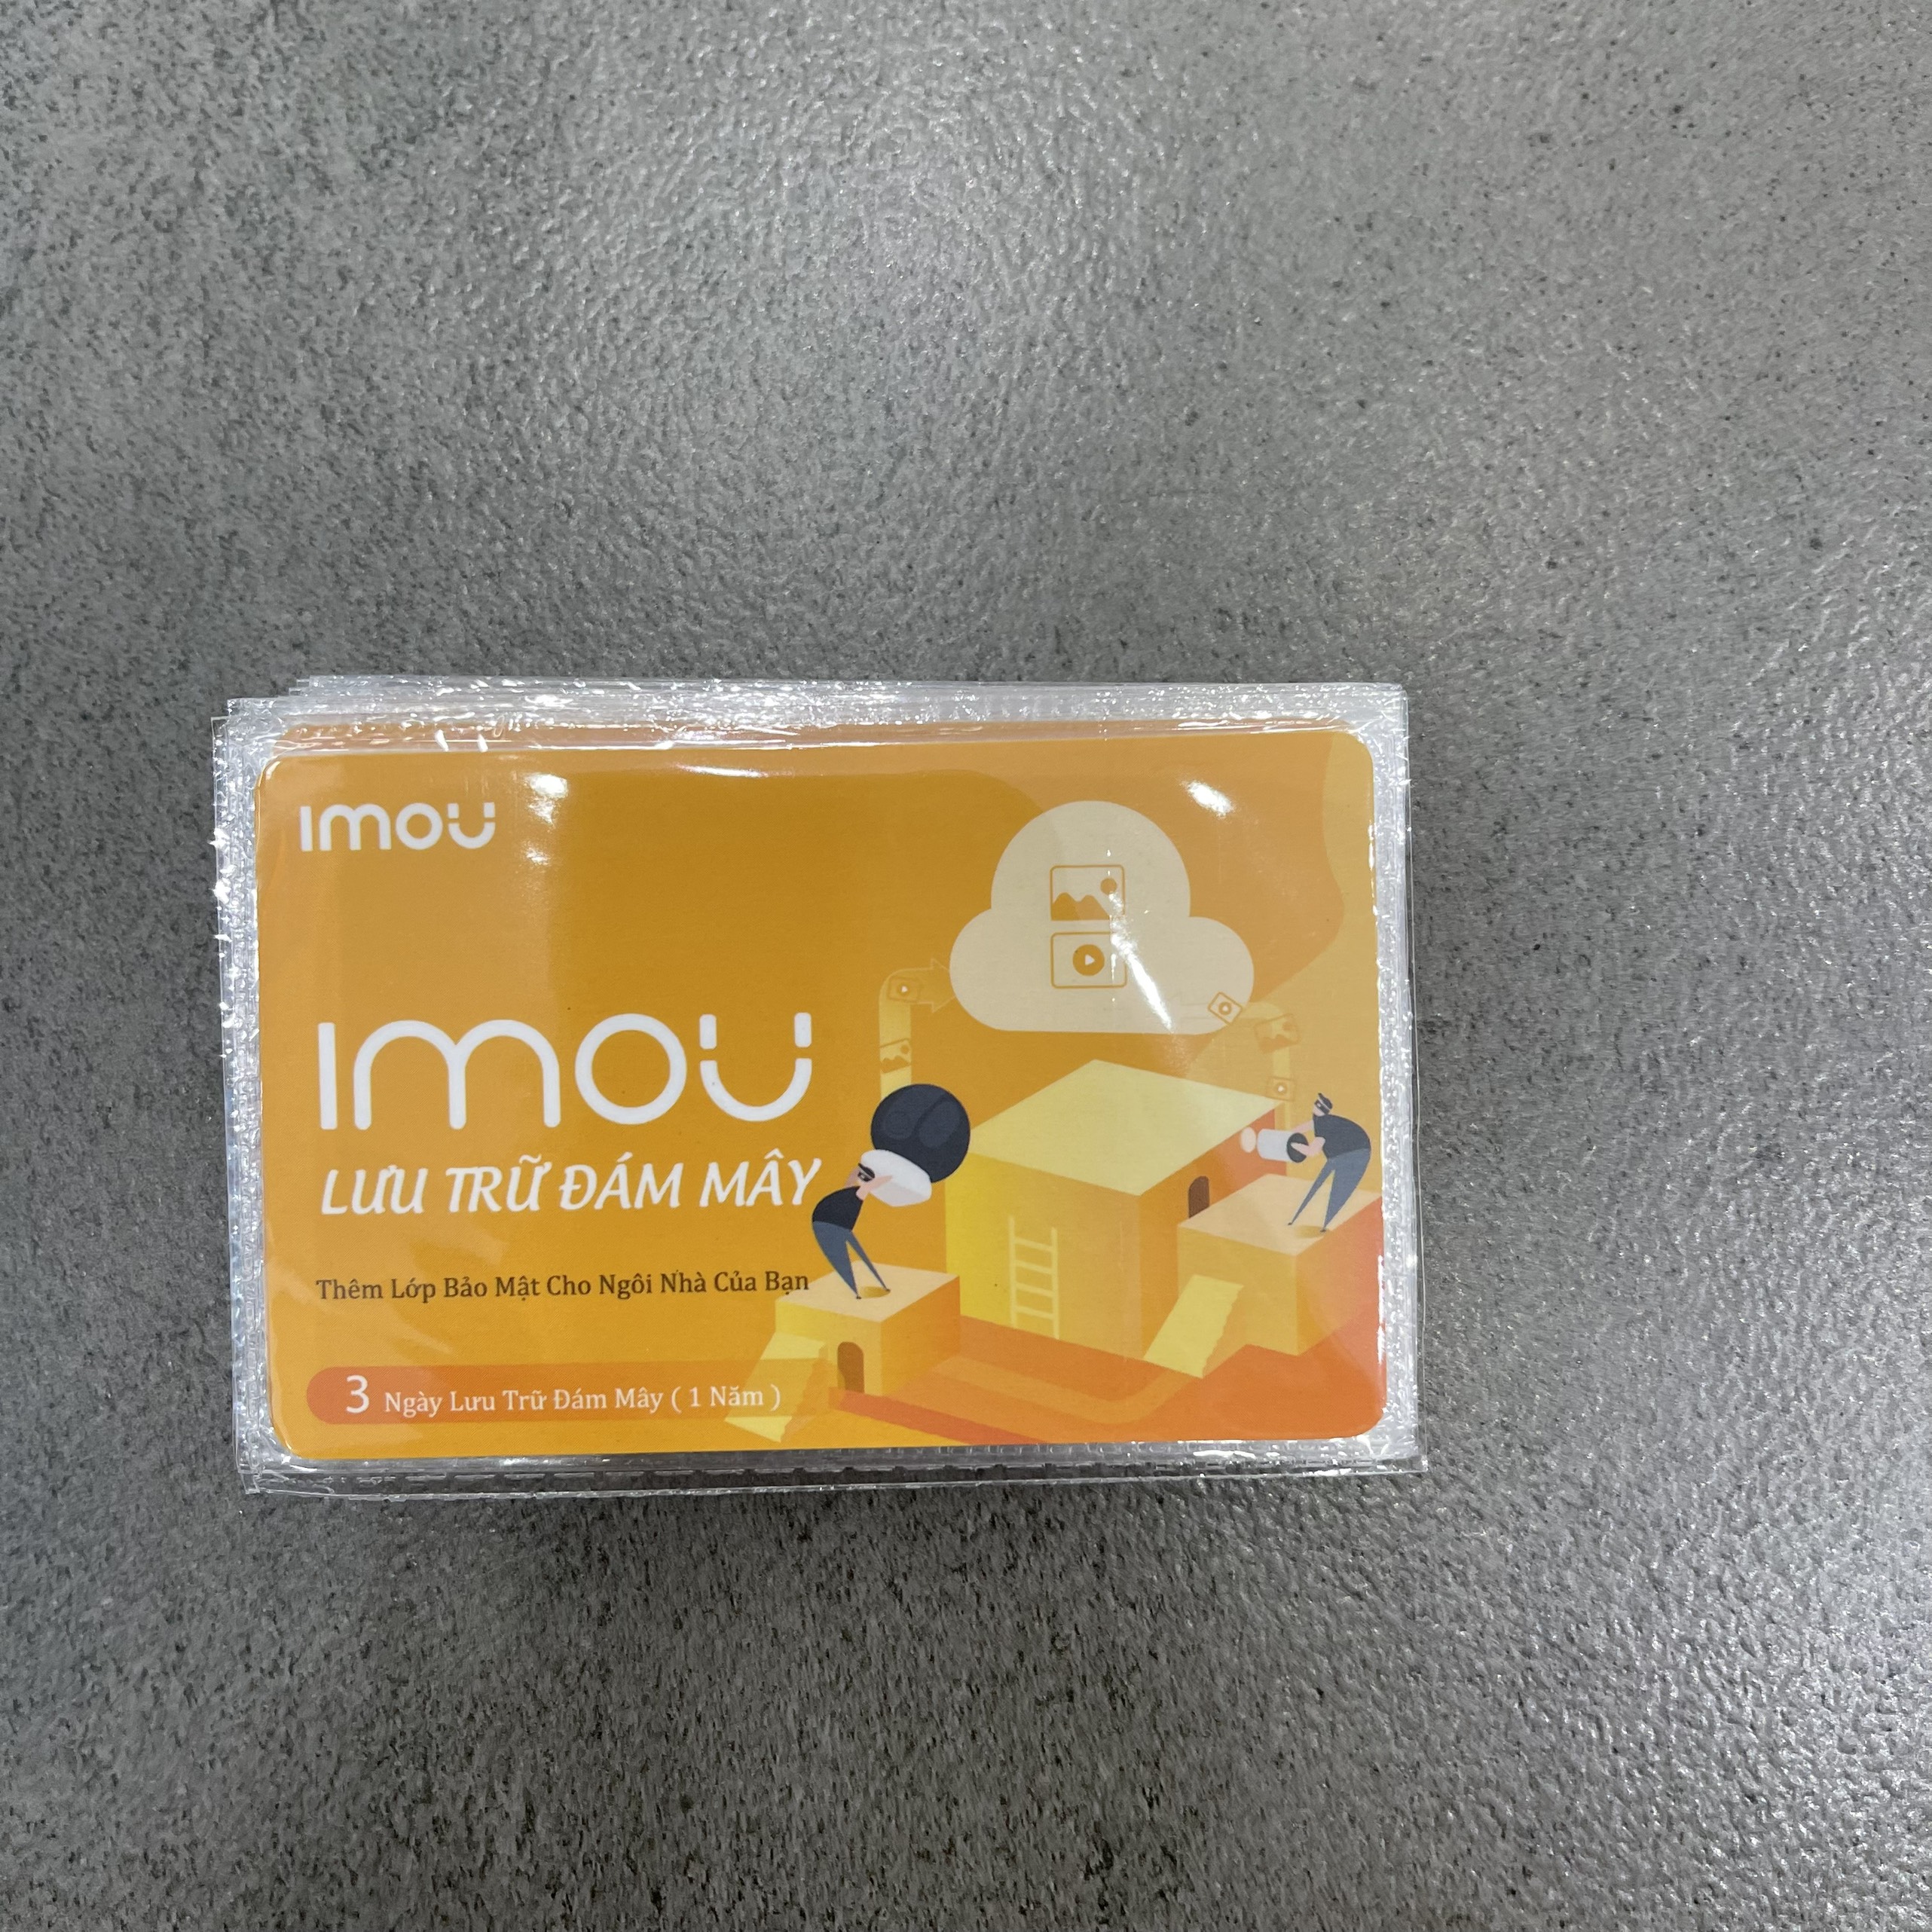 imou
imou
LƯU TRỮ ĐÁM MÂY
Thêm Lớp Bảo Mật Cho Ngôi Nhà Của Bạn
3 Ngày Lưu Trữ Đám Mây ( 1 Năm )